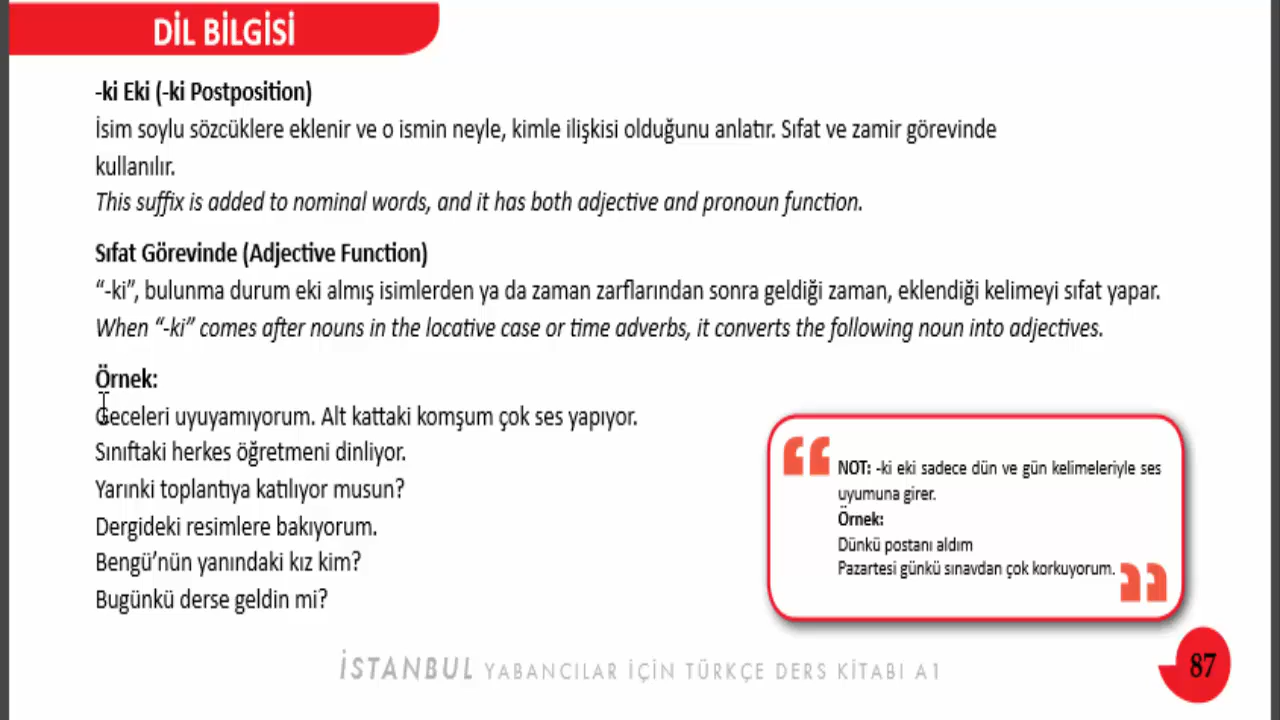 DİL BİLGİSİ
-ki Eki (-ki Postposition)
İsim soylu sözcüklere eklenir ve o ismin neyle, kimle ilişkisi olduğunu anlatır. Sıfat ve zamir görevinde
kullanılır.
This suffix is added to nominal words, and it has both adjective and pronoun function.
Sıfat Görevinde (Adjective Function)
“-ki”, bulunma durum eki almış isimlerden ya da zaman zarflarından sonra geldiği zaman, eklendiği kelimeyi sıfat yapar.
When “-ki” comes after nouns in the locative case or time adverbs, it converts the following noun into adjectives.
Örnek:
Geceleri uyuyamıyorum. Alt kattaki komşum çok ses yapıyor.
Sınıftaki herkes öğretmeni dinliyor.
Yarınki toplantıya katılıyor musun?
Dergideki resimlere bakıyorum.
Bengü’nün yanındaki kız kim?
Bugünkü derse geldin mi?
“ NOT: -ki eki sadece dün ve gün kelimeleriyle ses
uyumuna girer.
Örnek:
Dünkü postanı aldım
Pazartesi günkü sınavdan çok korkuyorum. ”
İSTANBUL YABANCILAR İÇİN TÜRKÇE DERS KİTABI A1
87